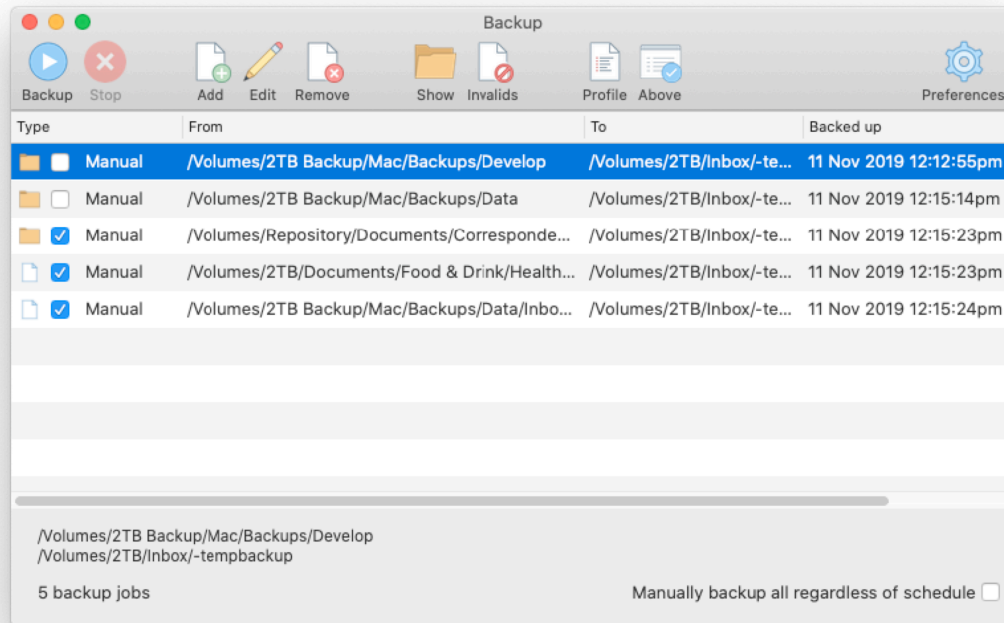 Backup
Backup Stop Add Edit Remove Show Invalids Profile Above Preferences
Type From To Backed up
Manual /Volumes/2TB Backup/Mac/Backups/Develop /Volumes/2TB/Inbox/-te... 11 Nov 2019 12:12:55pm
Manual /Volumes/2TB Backup/Mac/Backups/Data /Volumes/2TB/Inbox/-te... 11 Nov 2019 12:15:14pm
Manual /Volumes/Repository/Documents/Corresponde... /Volumes/2TB/Inbox/-te... 11 Nov 2019 12:15:23pm
Manual /Volumes/2TB/Documents/Food & Drink/Health... /Volumes/2TB/Inbox/-te... 11 Nov 2019 12:15:23pm
Manual /Volumes/2TB Backup/Mac/Backups/Data/Inbo... /Volumes/2TB/Inbox/-te... 11 Nov 2019 12:15:24pm
/Volumes/2TB Backup/Mac/Backups/Develop
/Volumes/2TB/Inbox/-tempbackup
5 backup jobs Manually backup all regardless of schedule